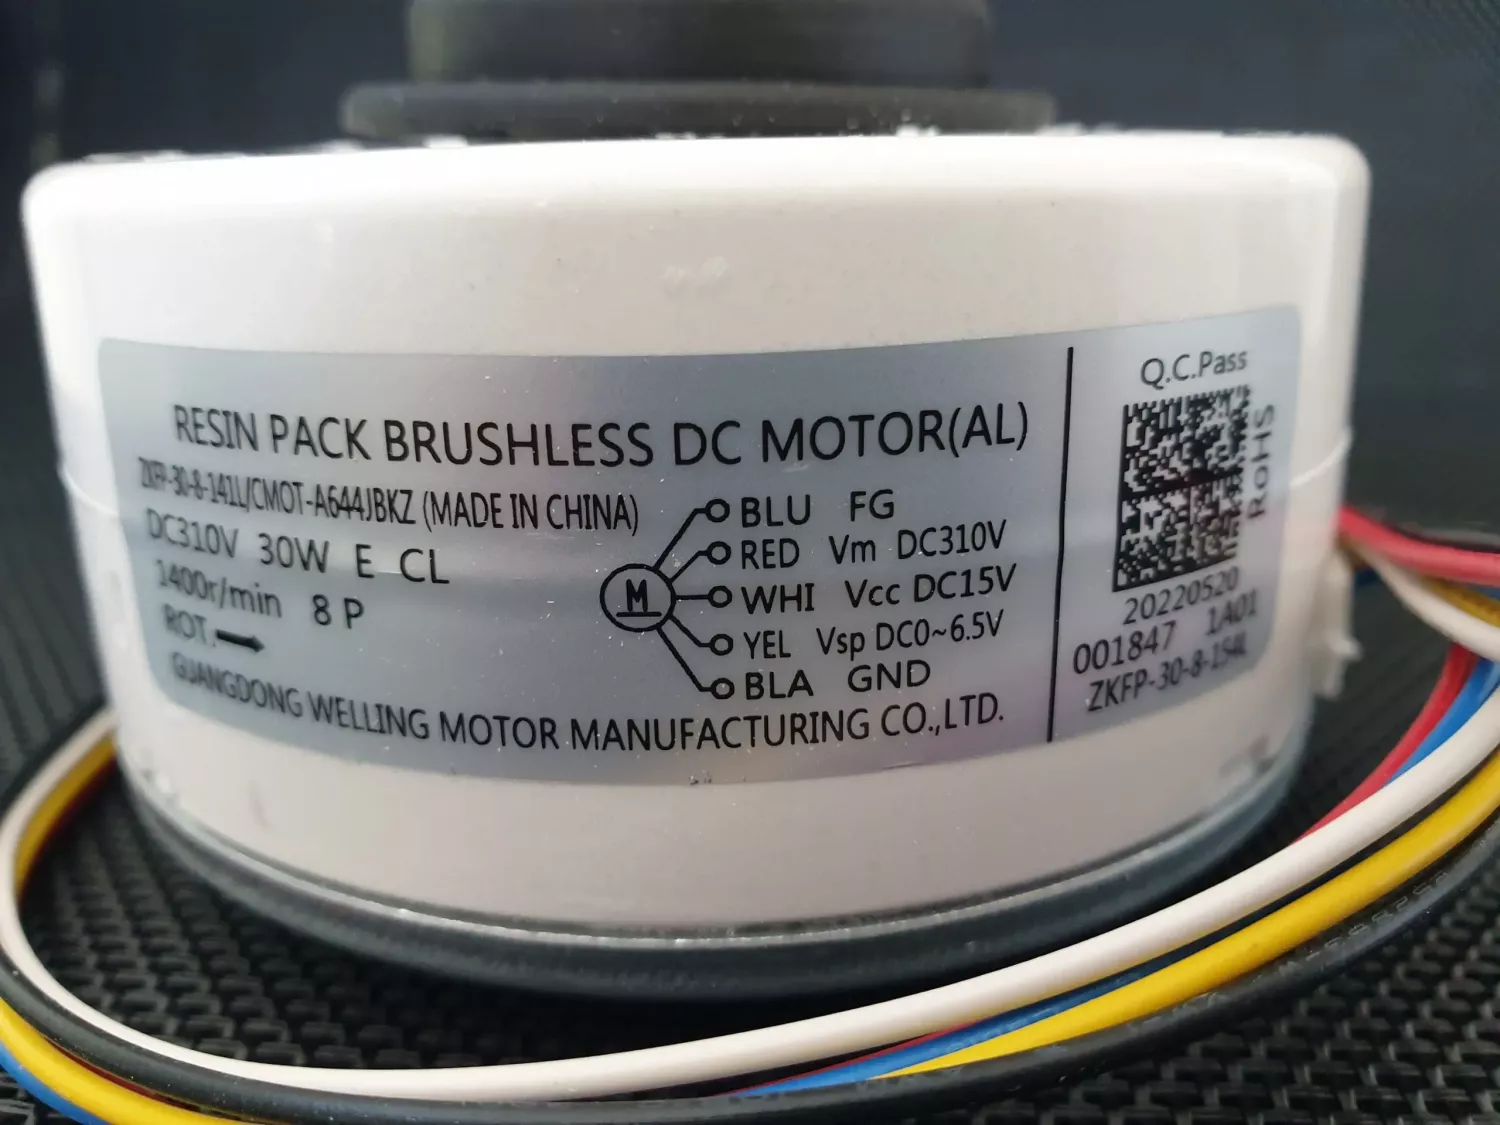 RESIN PACK BRUSHLESS DC MOTOR(AL)
ZKFP-30-8-141L/CMOT-A644JBKZ (MADE IN CHINA)
DC310V 30W E CL
1400r/min 8 P
ROT.
M
BLU FG
RED Vm DC310V
WHI Vcc DC15V
YEL Vsp DC0~6.5V
BLA GND
GUANGDONG WELLING MOTOR MANUFACTURING CO.,LTD.
Q.C.Pass
RoHS
20220520
001847 1A01
ZKFP-30-8-154L